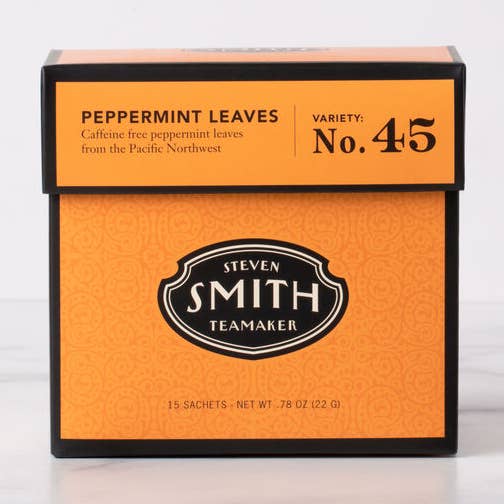 PEPPERMINT LEAVES
Caffeine free peppermint leaves
from the Pacific Northwest
VARIETY:
No. 45
STEVEN
SMITH
TEAMAKER
15 SACHETS - NET WT .78 OZ (22 G)